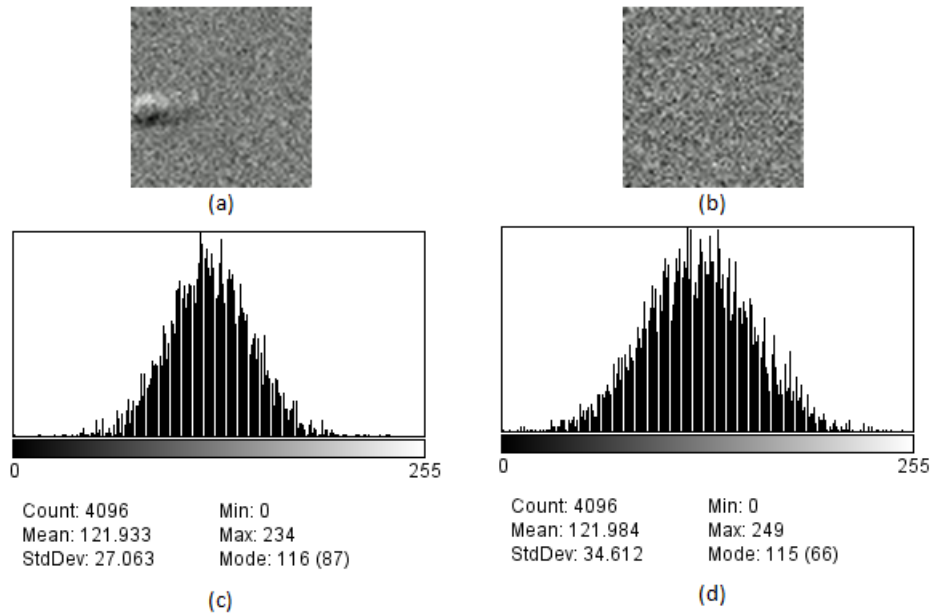 (a)
(b)
0 255
0 255
Count: 4096 Min: 0
Mean: 121.933 Max: 234
StdDev: 27.063 Mode: 116 (87)
(c)
Count: 4096 Min: 0
Mean: 121.984 Max: 249
StdDev: 34.612 Mode: 115 (66)
(d)